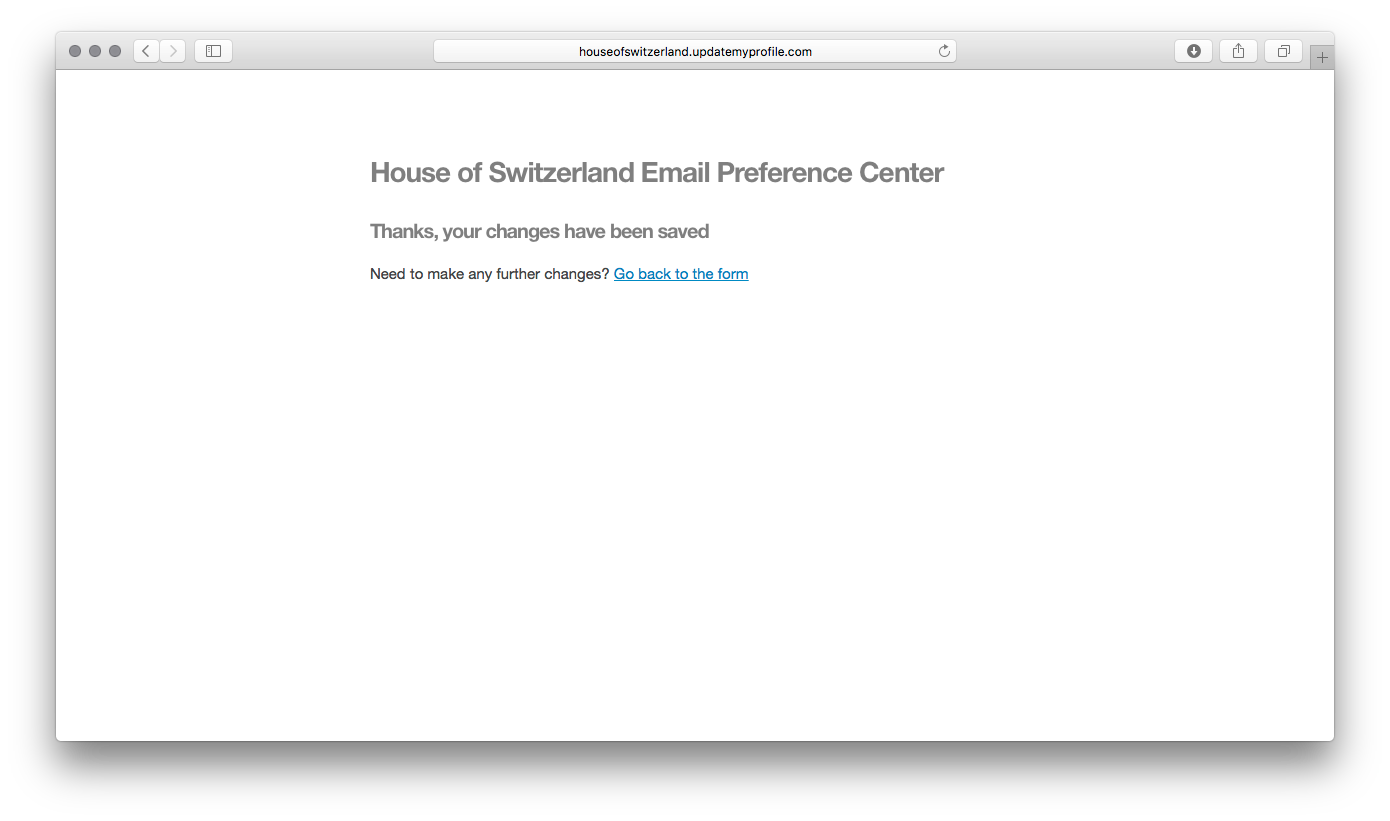 houseofswitzerland.updatemyprofile.com
House of Switzerland Email Preference Center
Thanks, your changes have been saved
Need to make any further changes? Go back to the form